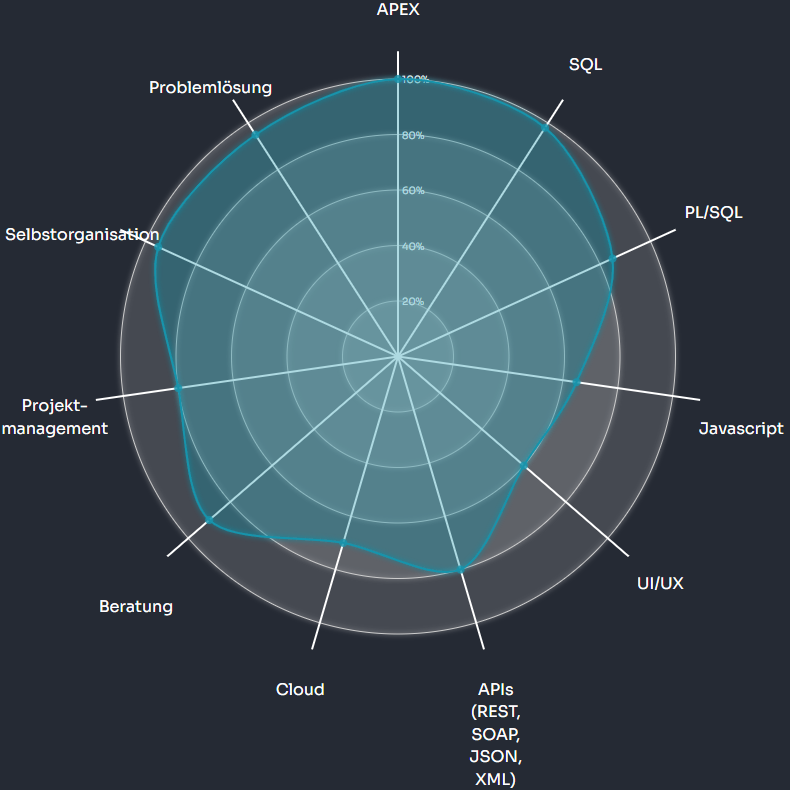 APEX
SQL
Problemlösung
100%
80%
60%
PL/SQL
Selbstorganisation
40%
20%
Projekt-
management
Javascript
UI/UX
Beratung
Cloud
APIs
(REST,
SOAP,
JSON,
XML)